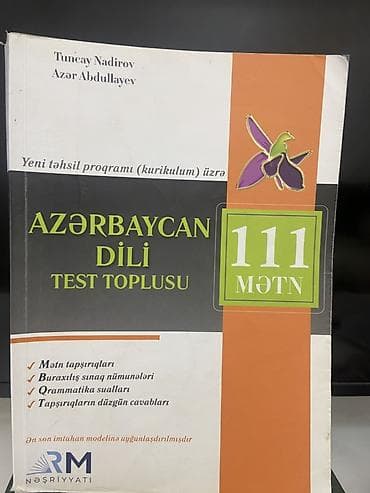 Tuncay Nadirov
Azər Abdullayev
Yeni təhsil proqramı (kurikulum) üzrə
AZƏRBAYCAN
DİLİ
TEST TOPLUSU
111
MƏTN
Mətn tapşırıqları
Buraxılış sınaq nümunələri
Qrammatika sualları
Tapşırıqların düzgün cavabları
Ən son imtahan modelinə uyğunlaşdırılmışdır
RM
NƏŞRİYYATI